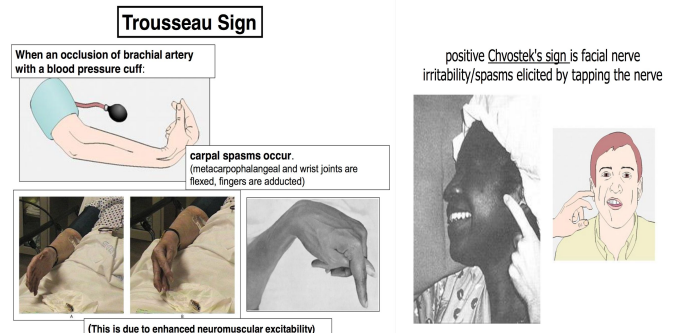 Trousseau Sign
When an occlusion of brachial artery
with a blood pressure cuff:
carpal spasms occur.
(metacarpophalangeal and wrist joints are
flexed, fingers are adducted)
A
B
(This is due to enhanced neuromuscular excitability)
positive Chvostek's sign is facial nerve
irritability/spasms elicited by tapping the nerve